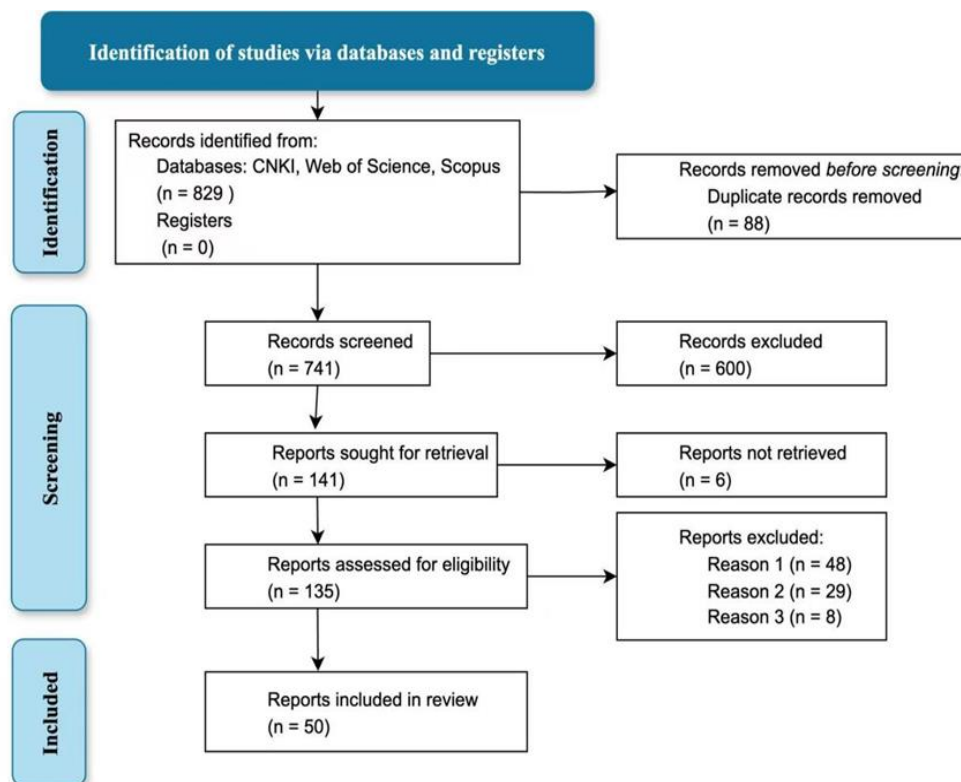 Identification of studies via databases and registers
Identification
Records identified from:
Databases: CNKI, Web of Science, Scopus
(n = 829 )
Registers
(n = 0)
Records removed before screening:
Duplicate records removed
(n = 88)
Screening
Records screened
(n = 741)
Records excluded
(n = 600)
Reports sought for retrieval
(n = 141)
Reports not retrieved
(n = 6)
Reports assessed for eligibility
(n = 135)
Reports excluded:
Reason 1 (n = 48)
Reason 2 (n = 29)
Reason 3 (n = 8)
Included
Reports included in review
(n = 50)